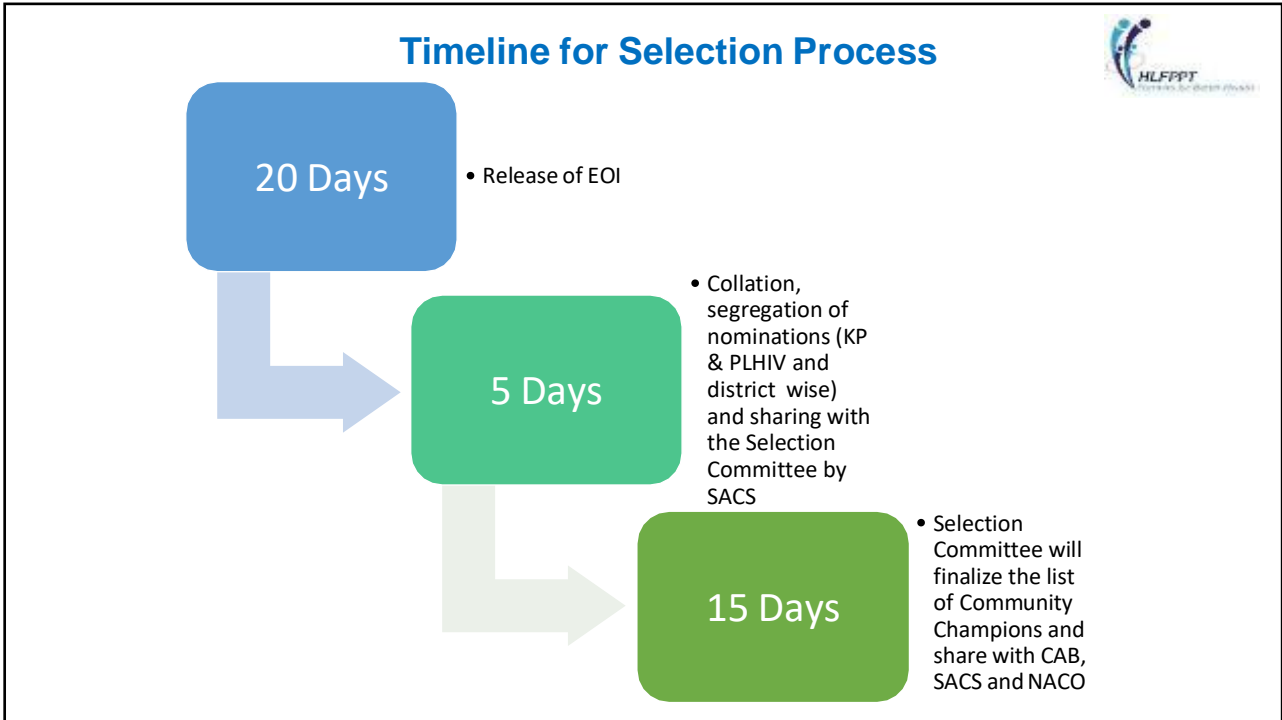 Timeline for Selection Process
HLFPPT
20 Days
• Release of EOI
5 Days
• Collation,
segregation of
nominations (KP
& PLHIV and
district wise)
and sharing with
the Selection
Committee by
SACS
15 Days
• Selection
Committee will
finalize the list
of Community
Champions and
share with CAB,
SACS and NACO